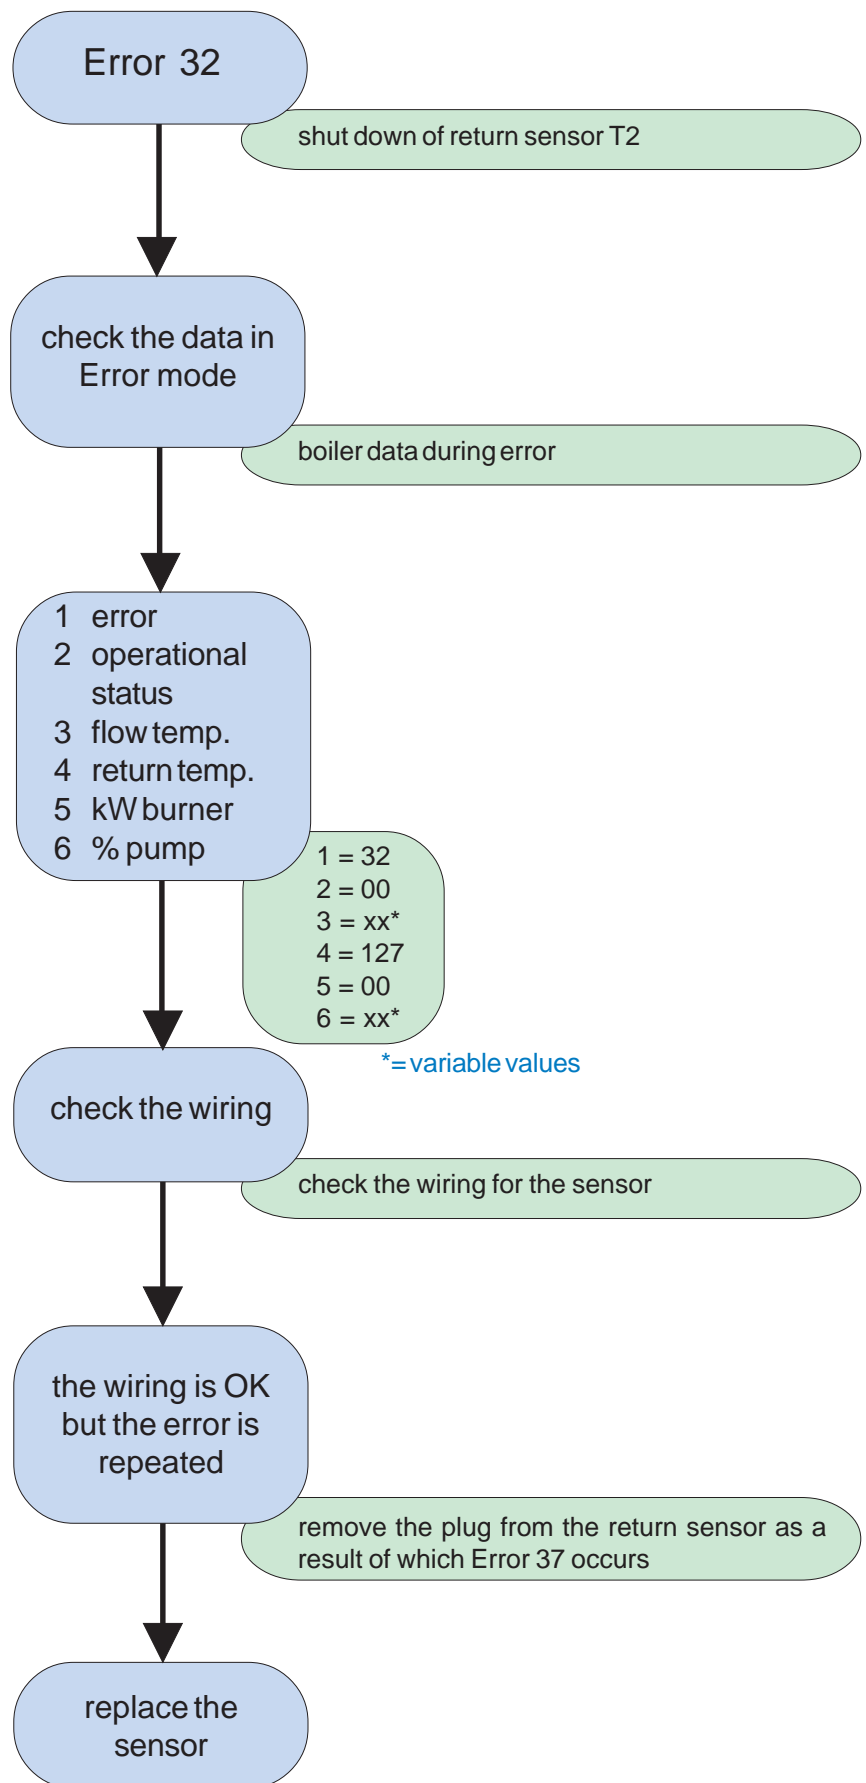 Error 32
shut down of return sensor T2
check the data in
Error mode
boiler data during error
1 error
2 operational
status
3 flow temp.
4 return temp.
5 kW burner
6 % pump
1 = 32
2 = 00
3 = xx*
4 = 127
5 = 00
6 = xx*
*= variable values
check the wiring
check the wiring for the sensor
the wiring is OK
but the error is
repeated
remove the plug from the return sensor as a
result of which Error 37 occurs
replace the
sensor